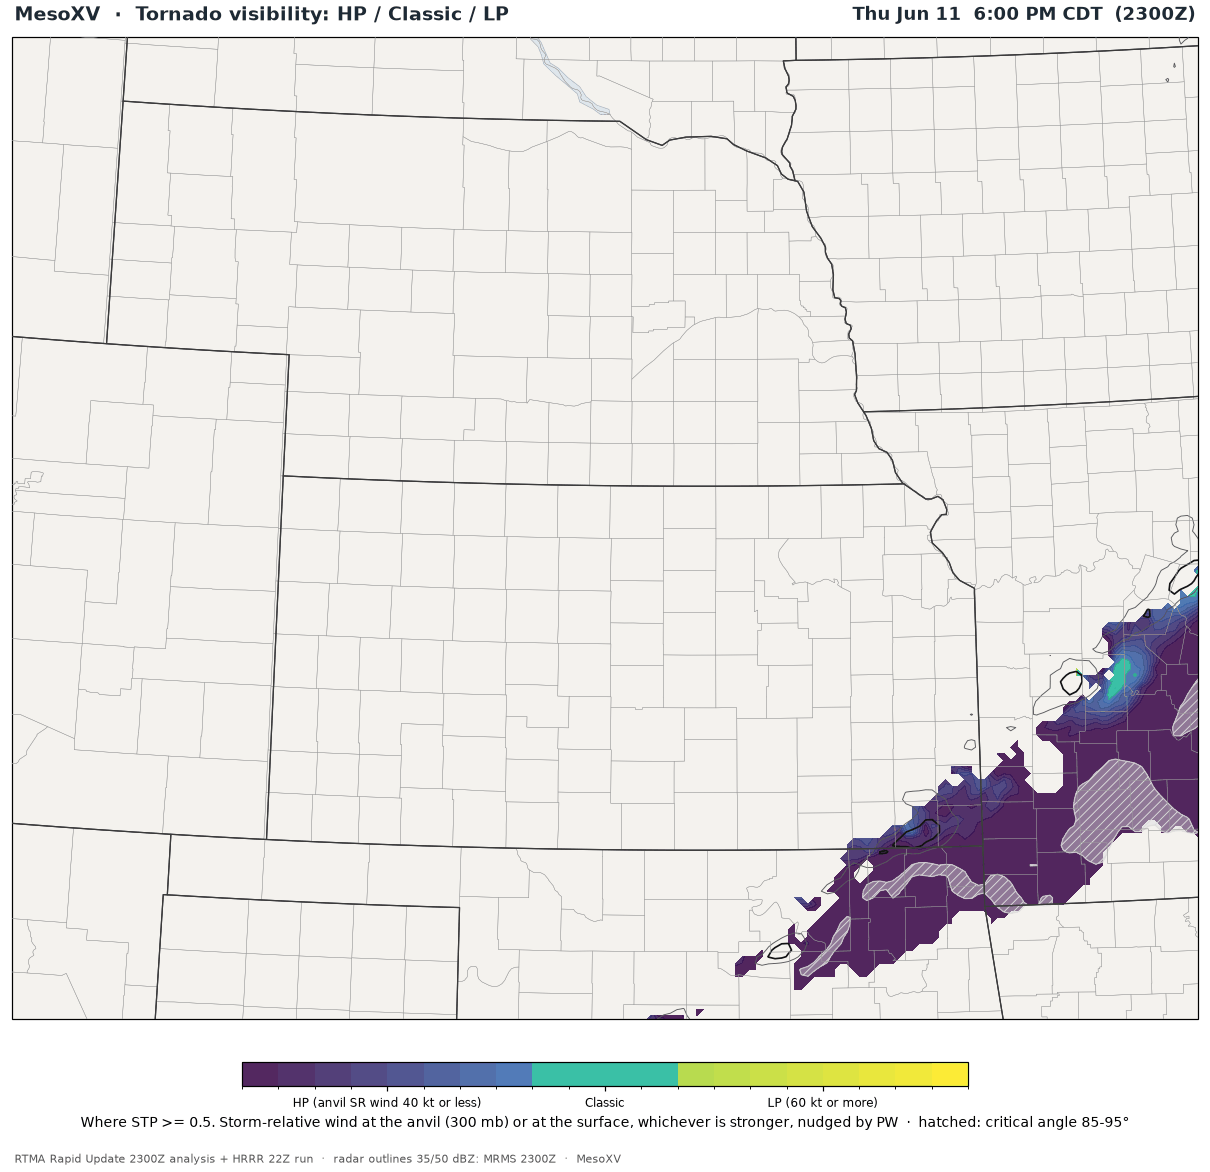 MesoXV · Tornado visibility: HP / Classic / LP
Thu Jun 11 6:00 PM CDT (2300Z)
HP (anvil SR wind 40 kt or less)
Classic
LP (60 kt or more)
Where STP >= 0.5. Storm-relative wind at the anvil (300 mb) or at the surface, whichever is stronger, nudged by PW · hatched: critical angle 85-95°
RTMA Rapid Update 2300Z analysis + HRRR 22Z run · radar outlines 35/50 dBZ: MRMS 2300Z · MesoXV